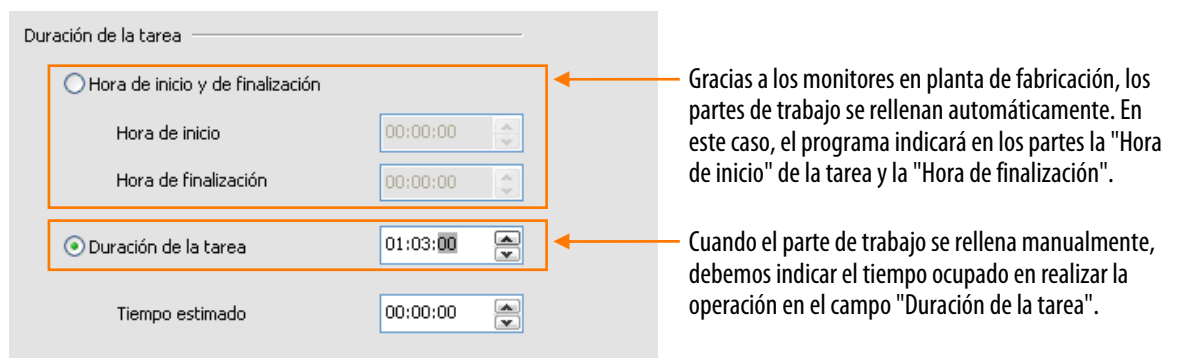 Duración de la tarea
Hora de inicio y de finalización
Hora de inicio 00:00:00
Hora de finalización 00:00:00
Duración de la tarea 01:03:00
Tiempo estimado 00:00:00
Gracias a los monitores en planta de fabricación, los
partes de trabajo se rellenan automáticamente. En
este caso, el programa indicará en los partes la "Hora
de inicio" de la tarea y la "Hora de finalización".
Cuando el parte de trabajo se rellena manualmente,
debemos indicar el tiempo ocupado en realizar la
operación en el campo "Duración de la tarea".